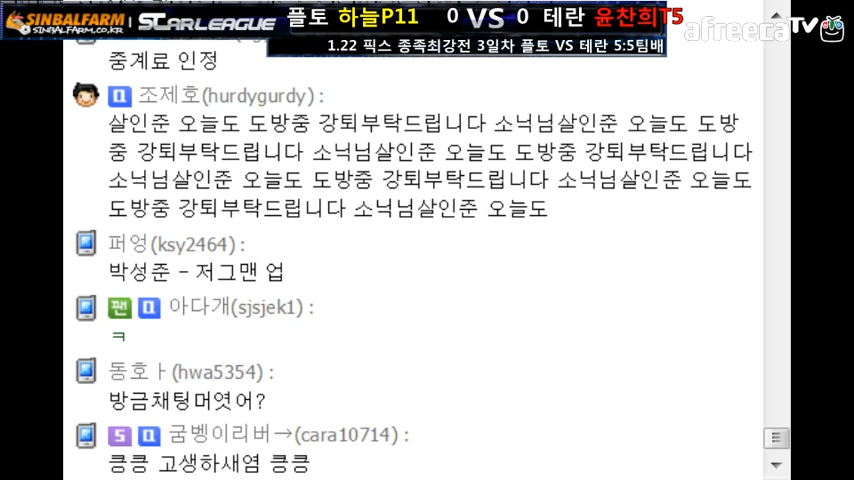 SINBALFARM
SINBALFARM.CO.KR
STARLEAGUE
플토 하늘P11 0 VS 0 테란 윤찬희T5
afreecaTV
1.22 픽스 종족최강전 3일차 플토 VS 테란 5:5팀배
중계료 인정
조제호(hurdygurdy) :
살인준 오늘도 도방중 강퇴부탁드립니다 소닉님살인준 오늘도 도방
중 강퇴부탁드립니다 소닉님살인준 오늘도 도방중 강퇴부탁드립니다
소닉님살인준 오늘도 도방중 강퇴부탁드립니다 소닉님살인준 오늘도
도방중 강퇴부탁드립니다 소닉님살인준 오늘도
퍼엉(ksy2464) :
박성준 - 저그맨 업
팬 아다개(sjsjek1) :
ㅋ
동호ㅏ(hwa5354) :
방금채팅머엿어?
5 굼벵이리버→(cara10714) :
킁킁 고생하새염 킁킁